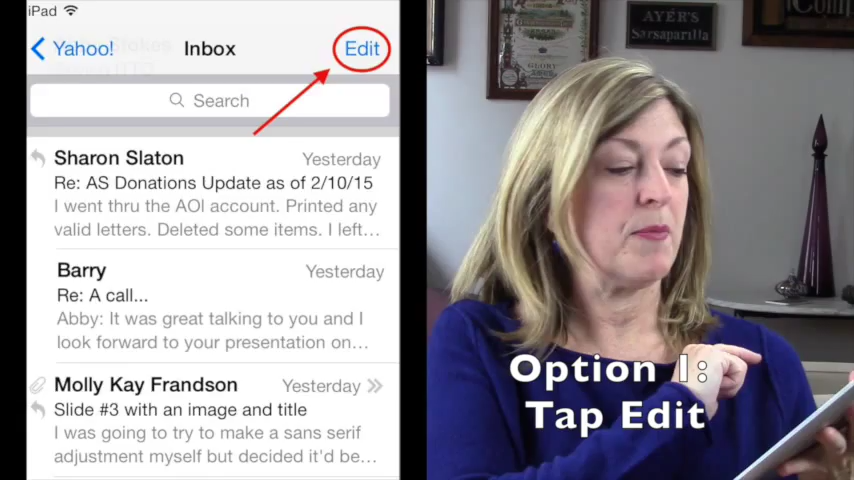 iPad
Yahoo!
Inbox
Edit
Search
Sharon Slaton
Yesterday
Re: AS Donations Update as of 2/10/15
I went thru the AOl account. Printed any
valid letters. Deleted some items. I left...
Barry
Yesterday
Re: A call...
Abby: It was great talking to you and I
look forward to your presentation on...
Molly Kay Frandson
Yesterday
Slide #3 with an image and title
I was going to try to make a sans serif
adjustment myself but decided it'd be...
AYER'S
Sarsaparilla
GLORY
Option 1:
Tap Edit